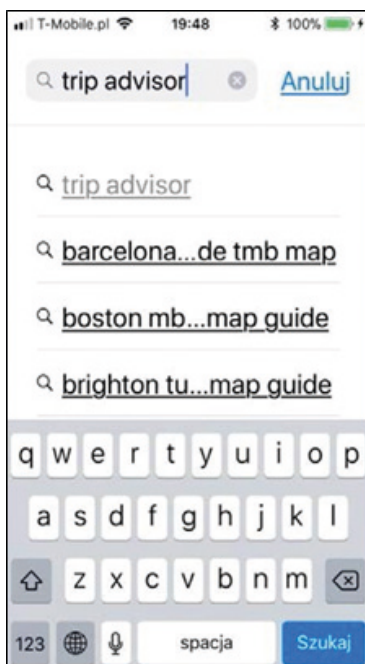 T-Mobile.pl 19:48 100%
trip advisor Anuluj
trip advisor
barcelona...de tmb map
boston mb...map guide
brighton tu...map guide
q w e r t y u i o p
a s d f g h j k l
z x c v b n m
123 spacja Szukaj